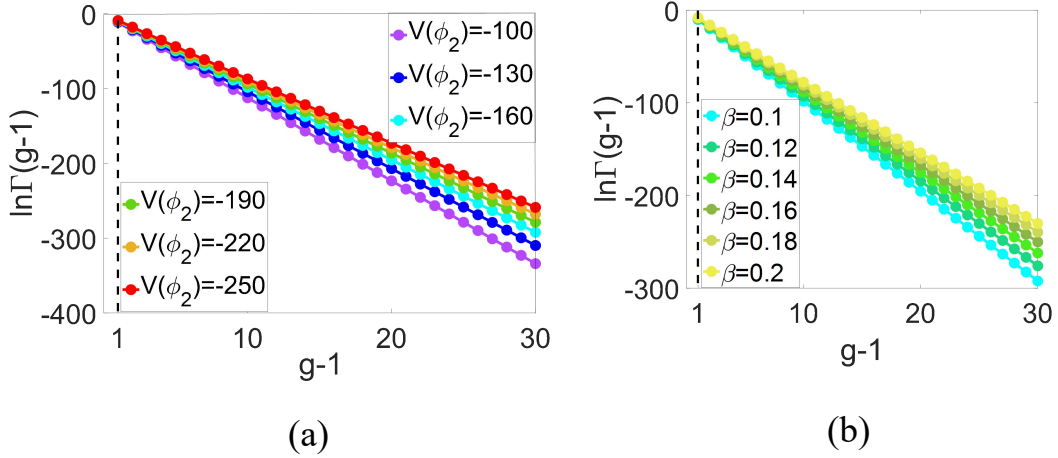 0
-100
-200
-300
-400
lnΓ(g-1)
V(ϕ₂)=-100
V(ϕ₂)=-130
V(ϕ₂)=-160
V(ϕ₂)=-190
V(ϕ₂)=-220
V(ϕ₂)=-250
1 10 20 30
g-1
(a)
0
-100
-200
-300
lnΓ(g-1)
β=0.1
β=0.12
β=0.14
β=0.16
β=0.18
β=0.2
1 10 20 30
g-1
(b)